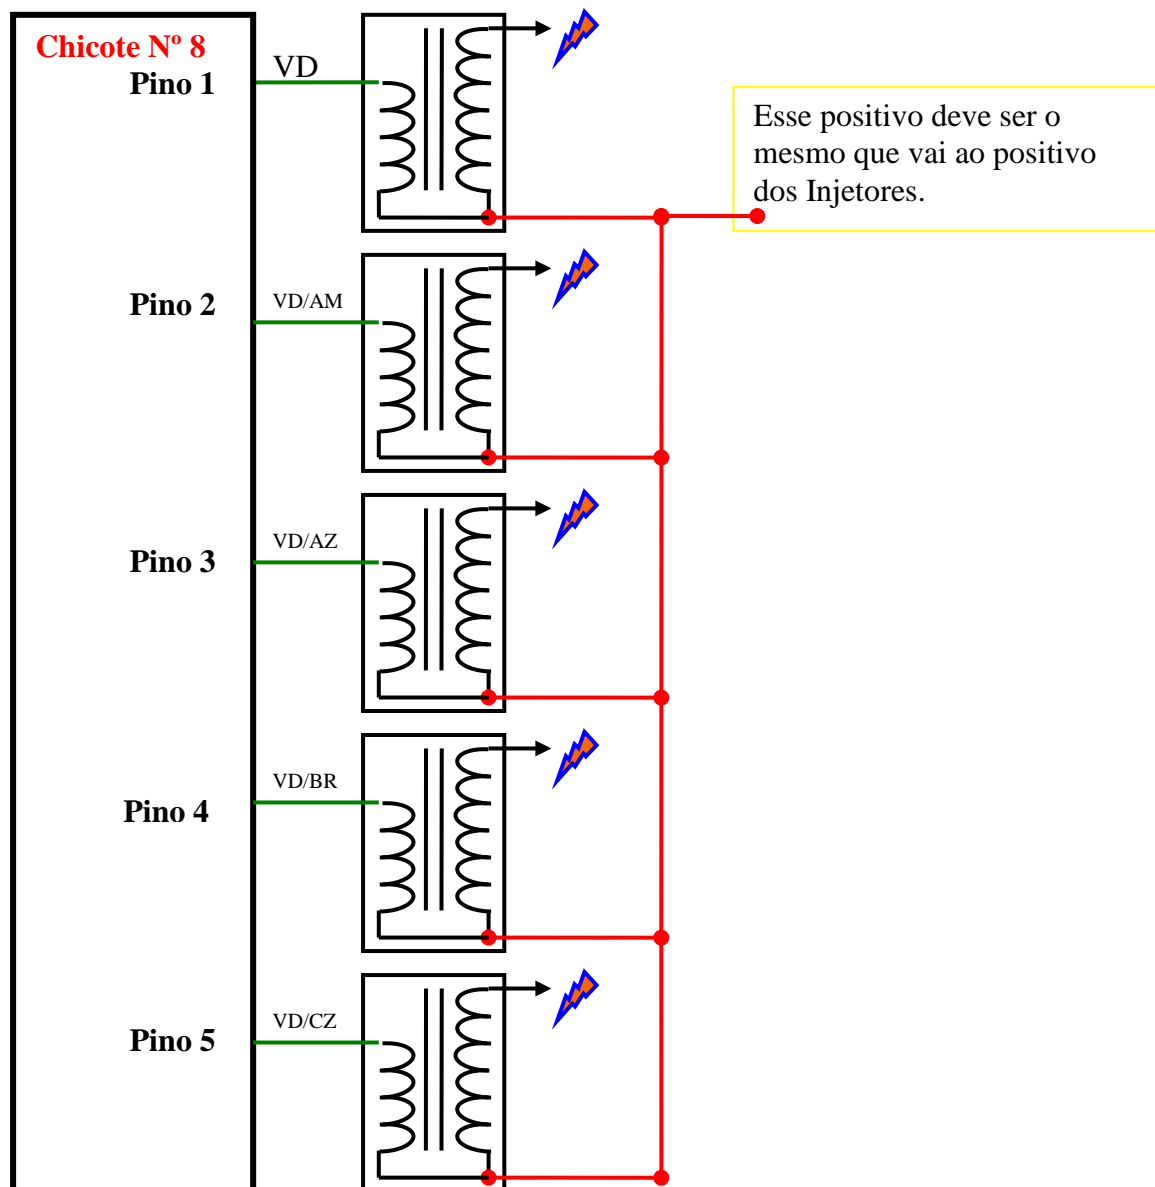 Chicote Nº 8
Pino 1
VD
Esse positivo deve ser o
mesmo que vai ao positivo
dos Injetores.
Pino 2
VD/AM
Pino 3
VD/AZ
Pino 4
VD/BR
Pino 5
VD/CZ